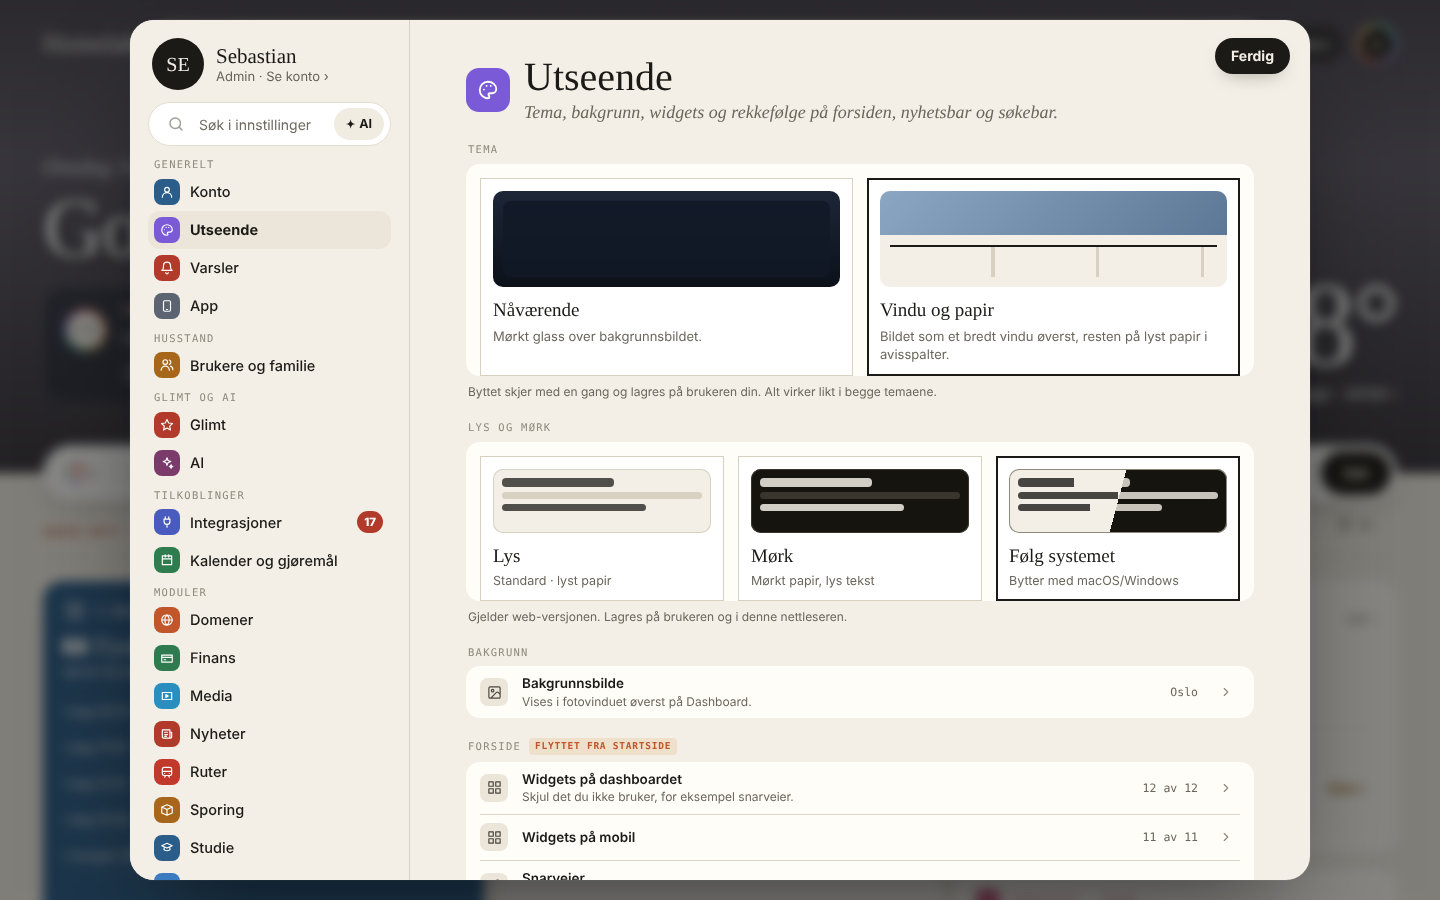 SE
Sebastian
Admin · Se konto ›
Søk i innstillinger
✦ AI
GENERELT
Konto
Utseende
Varsler
App
HUSSTAND
Brukere og familie
GLIMT OG AI
Glimt
AI
TILKOBLINGER
Integrasjoner
17
Kalender og gjøremål
MODULER
Domener
Finans
Media
Nyheter
Ruter
Sporing
Studie
Ferdig
Utseende
Tema, bakgrunn, widgets og rekkefølge på forsiden, nyhetsbar og søkebar.
TEMA
Nåværende
Mørkt glass over bakgrunnsbildet.
Vindu og papir
Bildet som et bredt vindu øverst, resten på lyst papir i
avisspalter.
Byttet skjer med en gang og lagres på brukeren din. Alt virker likt i begge temaene.
LYS OG MØRK
Lys
Standard · lyst papir
Mørk
Mørkt papir, lys tekst
Følg systemet
Bytter med macOS/Windows
Gjelder web-versjonen. Lagres på brukeren og i denne nettleseren.
BAKGRUNN
Bakgrunnsbilde
Vises i fotovinduet øverst på Dashboard.
Oslo
FORSIDE
FLYTTET FRA STARTSIDE
Widgets på dashboardet
Skjul det du ikke bruker, for eksempel snarveier.
12 av 12
Widgets på mobil
11 av 11
Snarveier
8°